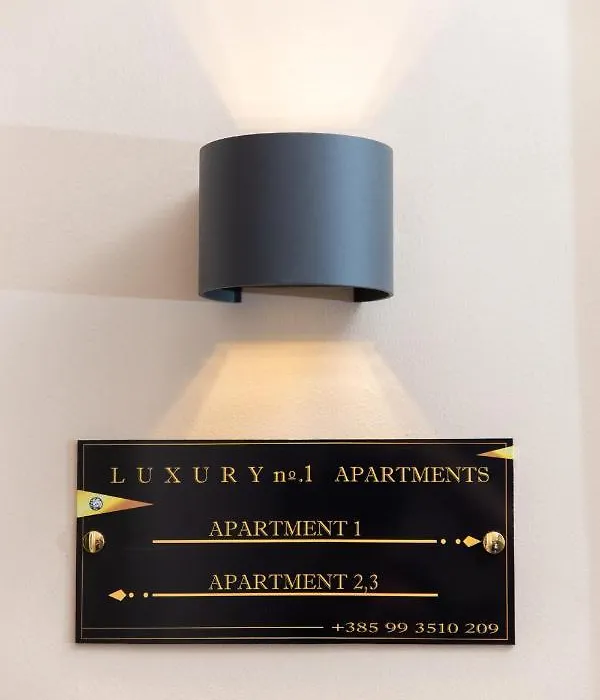 LUXURY nº.1 APARTMENTS
APARTMENT 1
APARTMENT 2,3
+385 99 3510 209